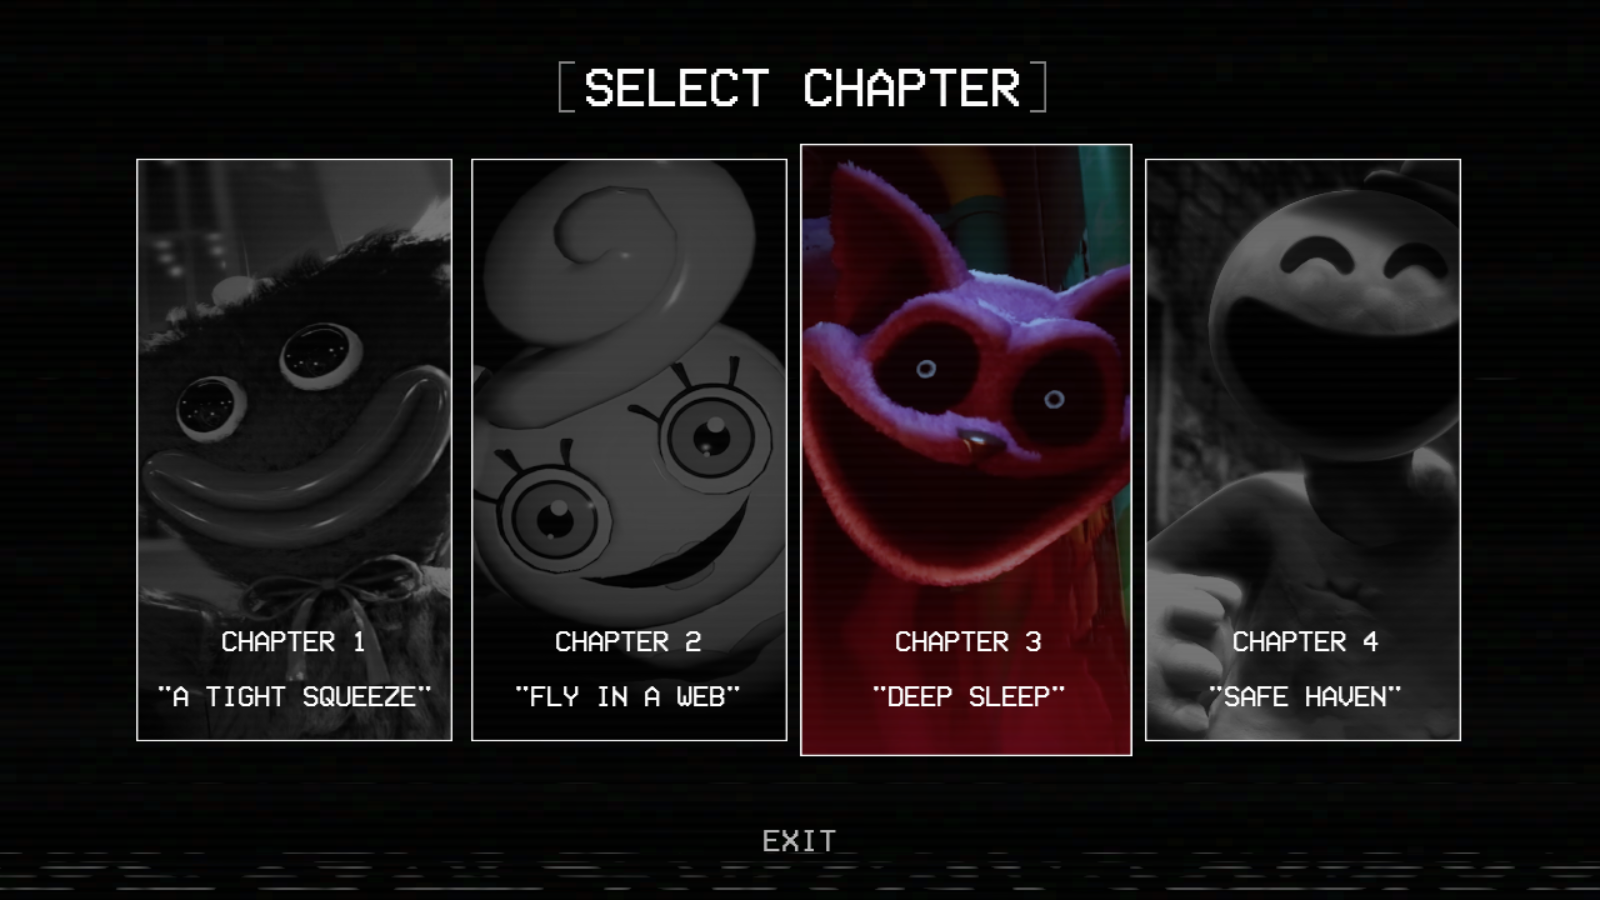 [SELECT CHAPTER]
CHAPTER 1
"A TIGHT SQUEEZE"
CHAPTER 2
"FLY IN A WEB"
CHAPTER 3
"DEEP SLEEP"
CHAPTER 4
"SAFE HAVEN"
EXIT